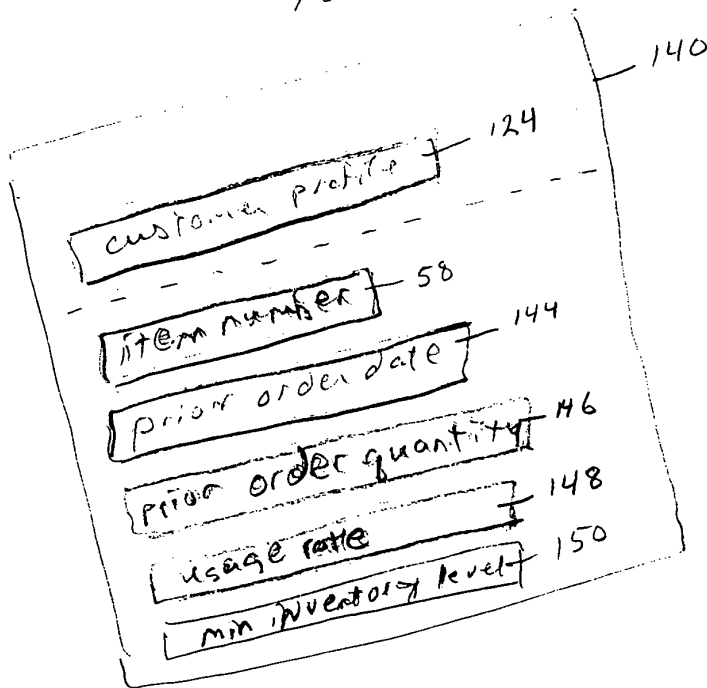 140
customer profile 124
item number 58
prior order date 144
prior order quantity 146
usage rate 148
min inventory level 150